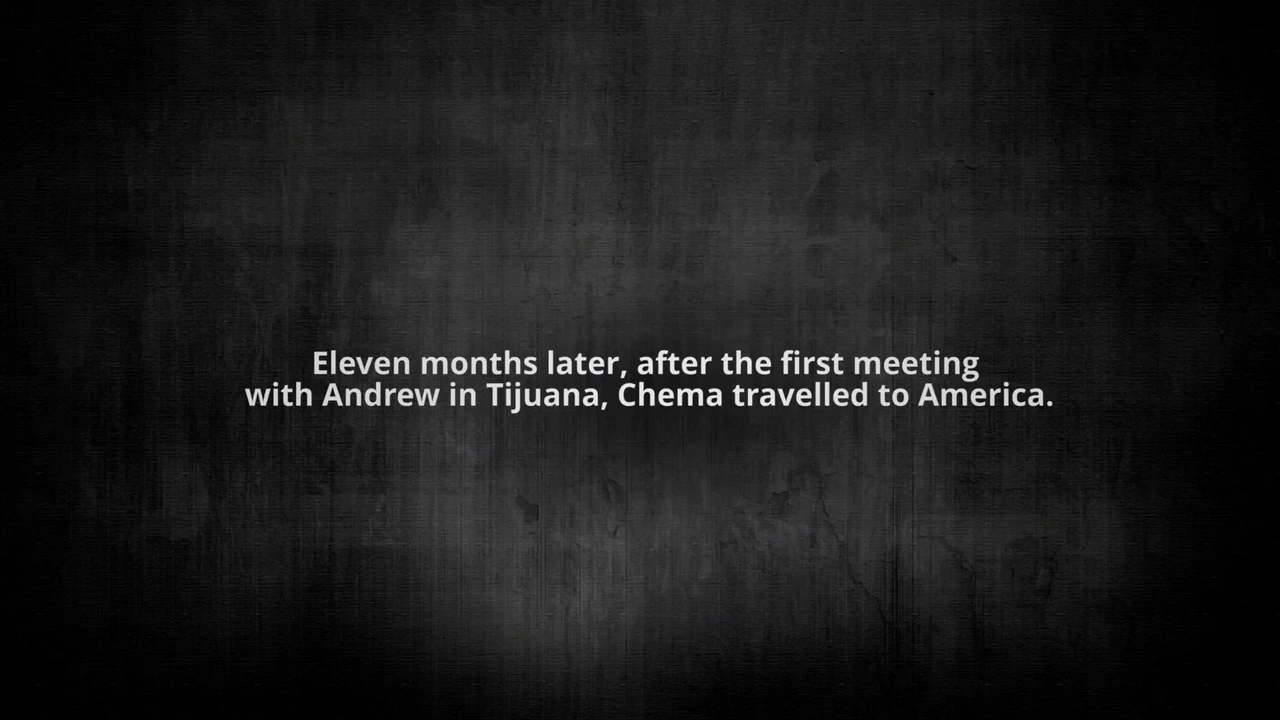 Eleven months later, after the first meeting
with Andrew in Tijuana, Chema travelled to America.